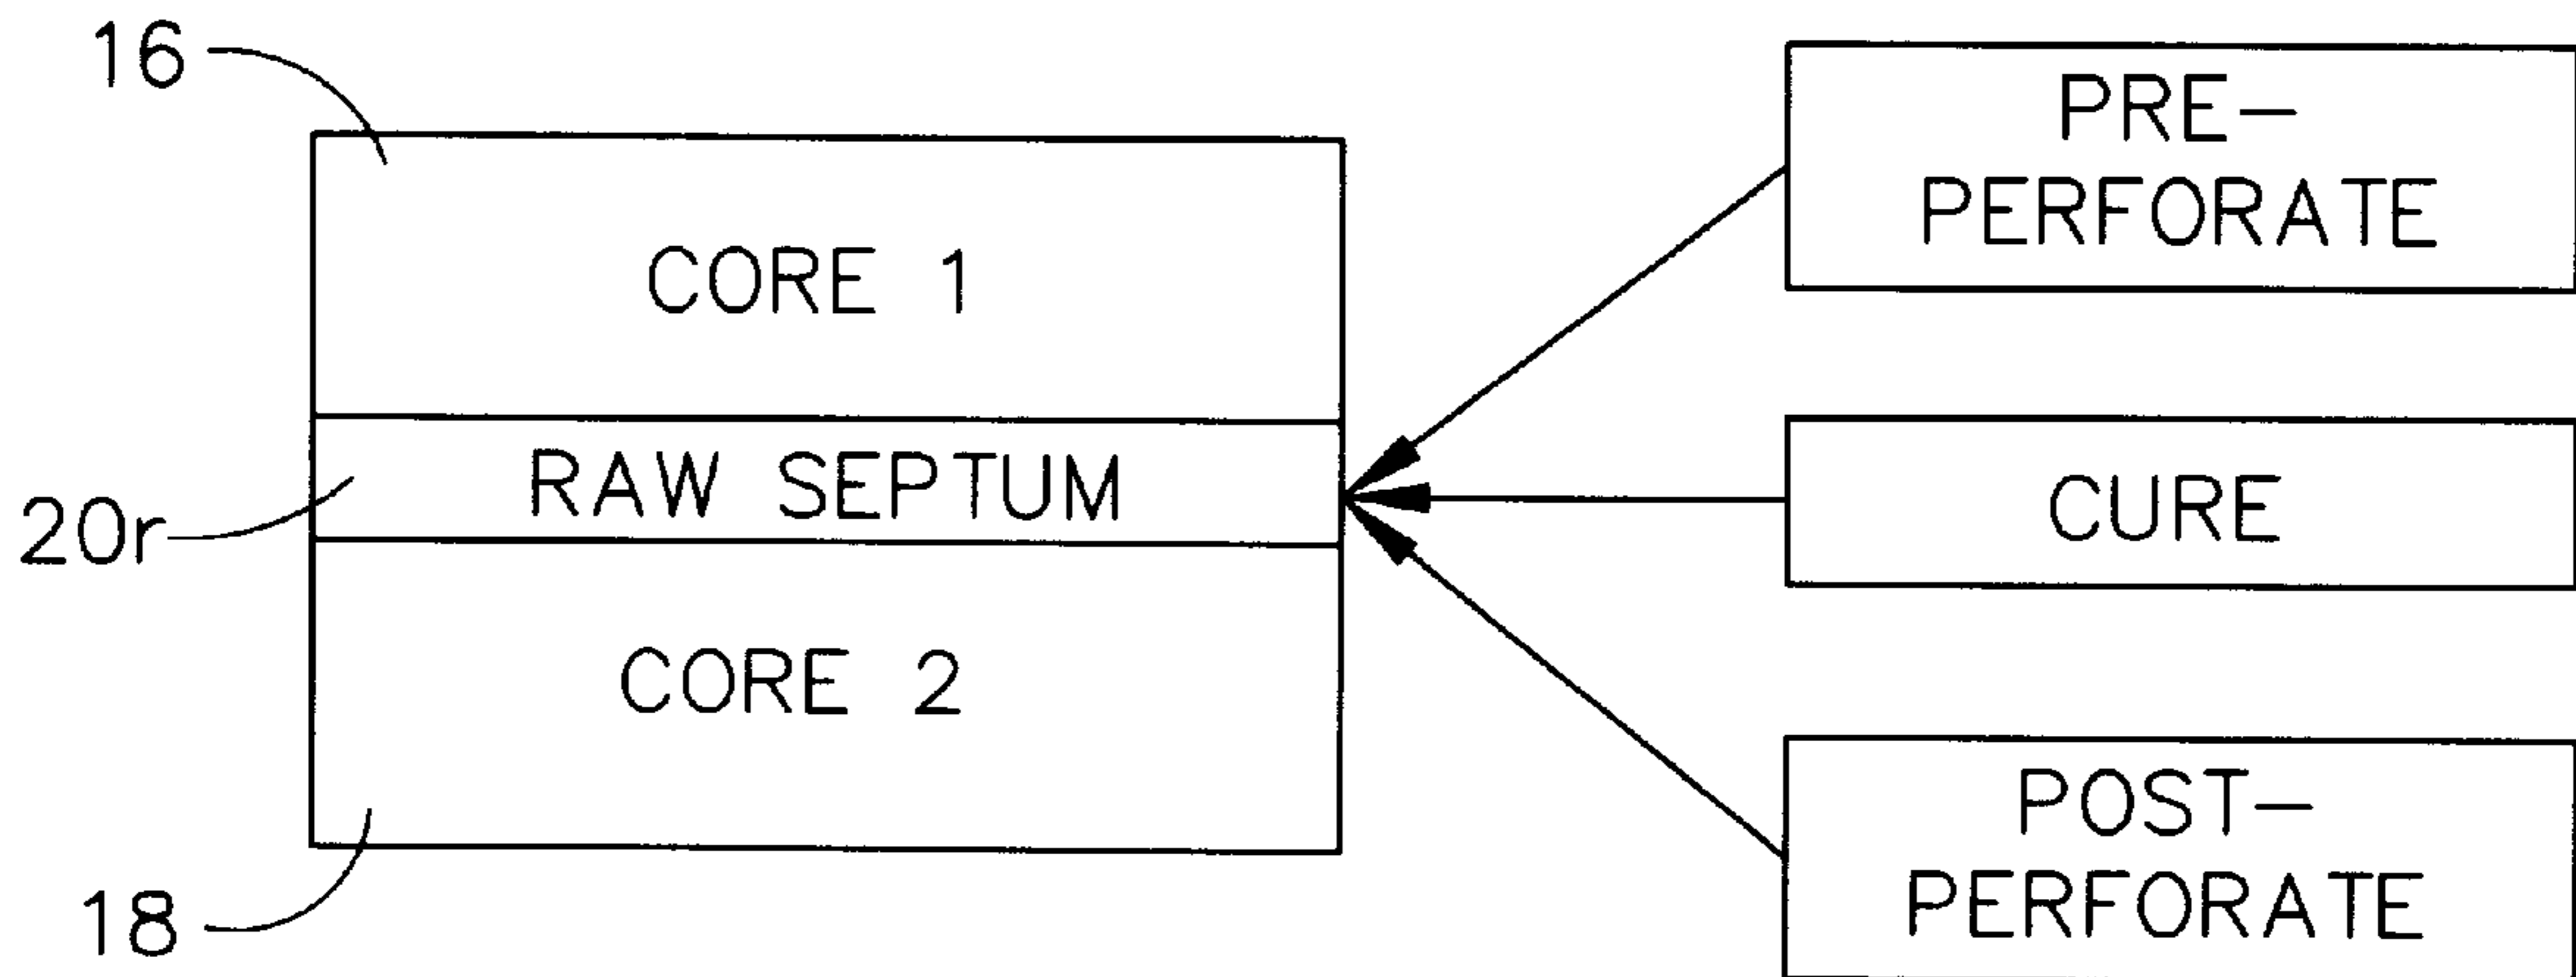 16
CORE 1
RAW SEPTUM
20r
CORE 2
18
PRE-
PERFORATE
CURE
POST-
PERFORATE